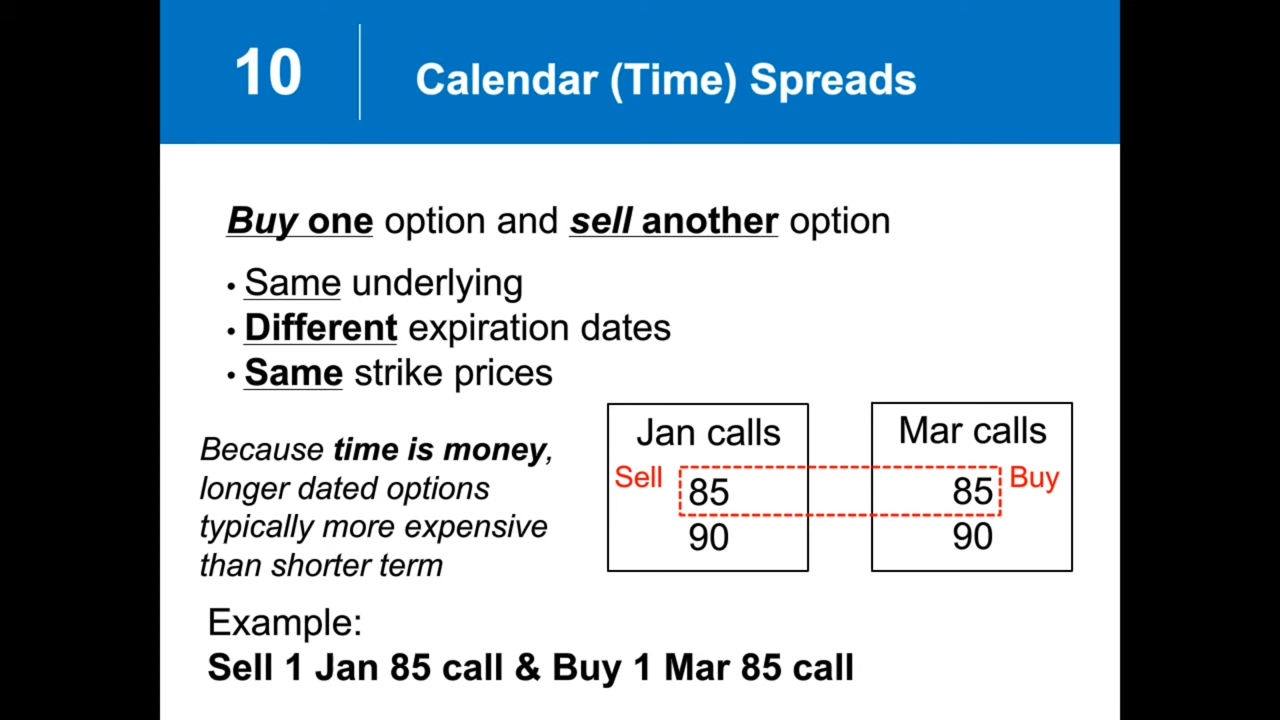 10
Calendar (Time) Spreads
Buy one option and sell another option
• Same underlying
• Different expiration dates
• Same strike prices
Because time is money,
longer dated options
typically more expensive
than shorter term
Jan calls
Sell 85
90
Mar calls
85 Buy
90
Example:
Sell 1 Jan 85 call & Buy 1 Mar 85 call